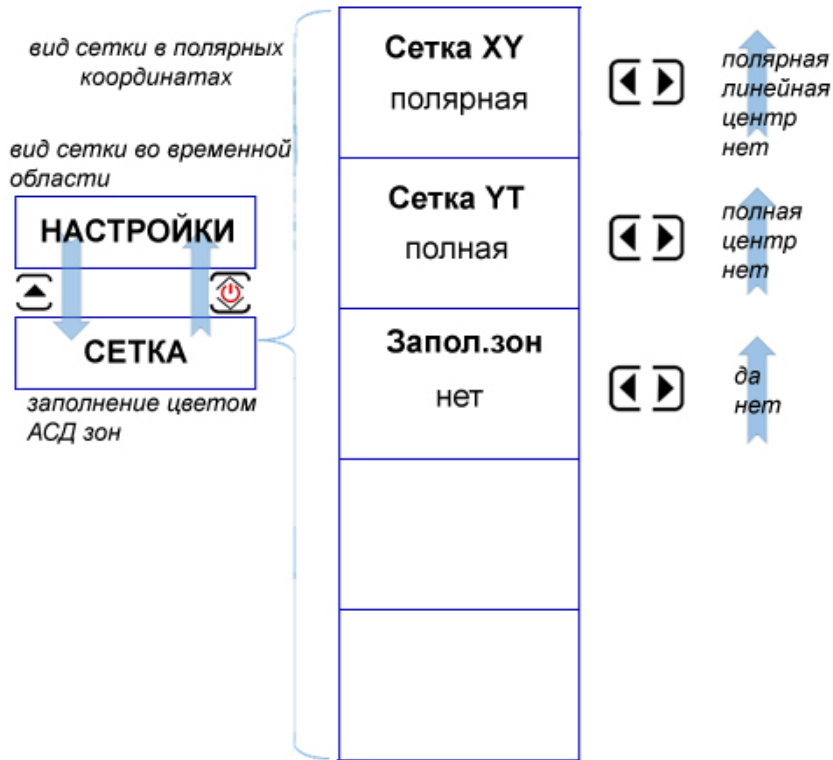 вид сетки в полярных
координатах
вид сетки во временной
области
НАСТРОЙКИ
СЕТКА
заполнение цветом
АСД зон
Сетка XY
полярная
полярная
линейная
центр
нет
Сетка YT
полная
полная
центр
нет
Запол.зон
нет
да
нет